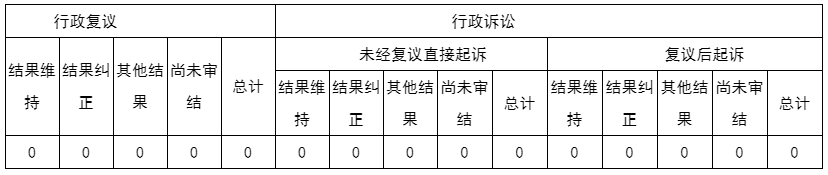 行政复议 行政诉讼
未经复议直接起诉 复议后起诉
结果维持 结果纠正 其他结果 尚未审结 总计 结果维持 结果纠正 其他结果 尚未审结 总计 结果维持 结果纠正 其他结果 尚未审结 总计
0 0 0 0 0 0 0 0 0 0 0 0 0 0 0